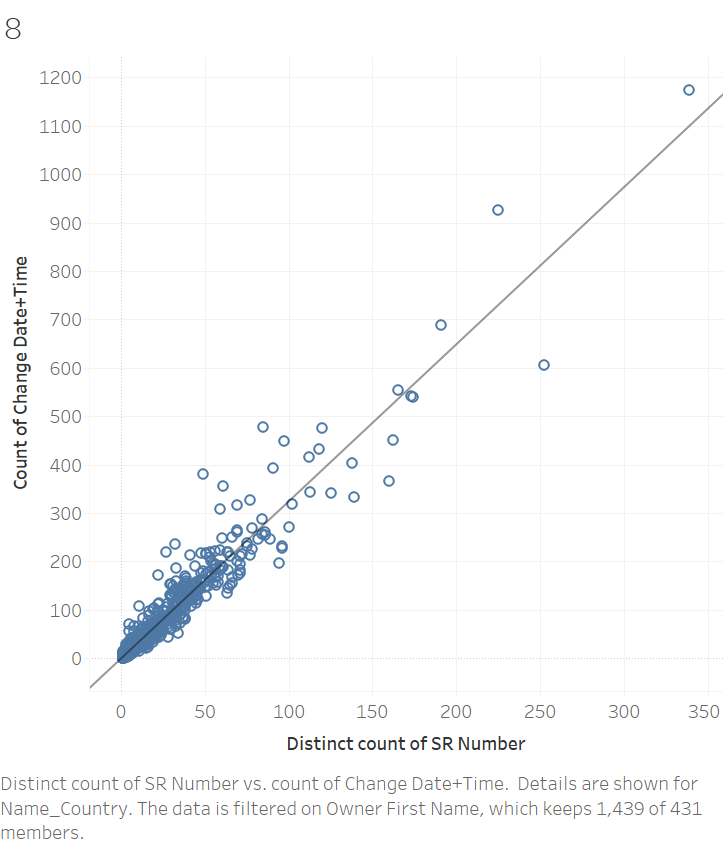 8
1200
1100
1000
900
800
700
600
500
400
300
200
100
0
Count of Change Date+Time
0 50 100 150 200 250 300 350
Distinct count of SR Number
Distinct count of SR Number vs. count of Change Date+Time. Details are shown for
Name_Country. The data is filtered on Owner First Name, which keeps 1,439 of 431
members.